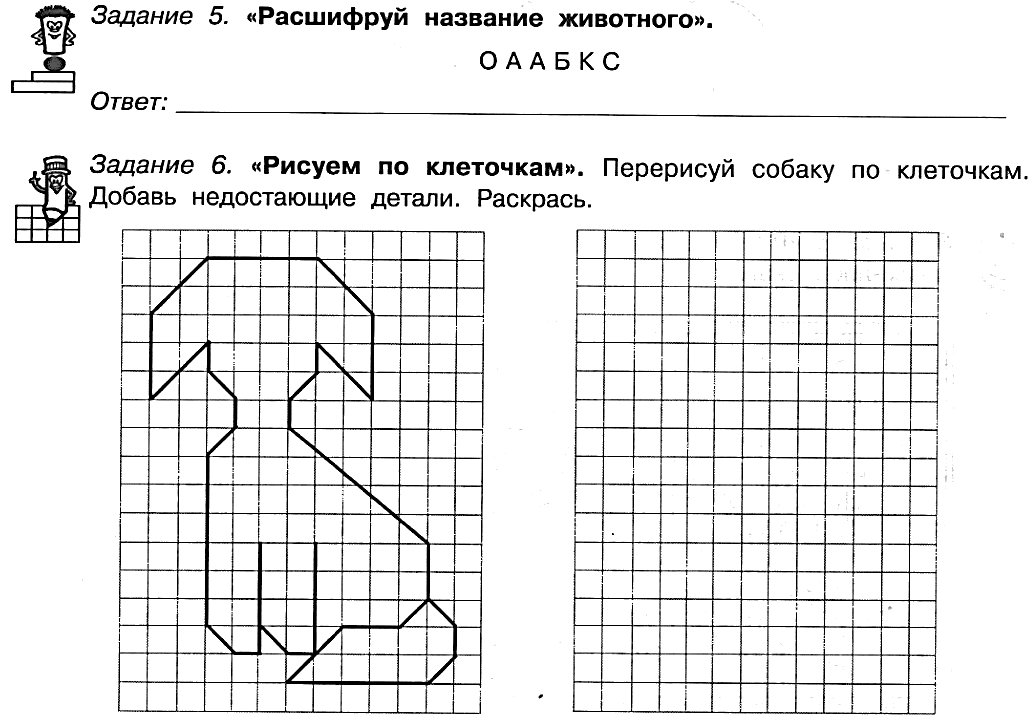 Задание 5. «Расшифруй название животного».
О А А Б К С
Ответ:
Задание 6. «Рисуем по клеточкам». Перерисуй собаку по клеточкам.
Добавь недостающие детали. Раскрась.